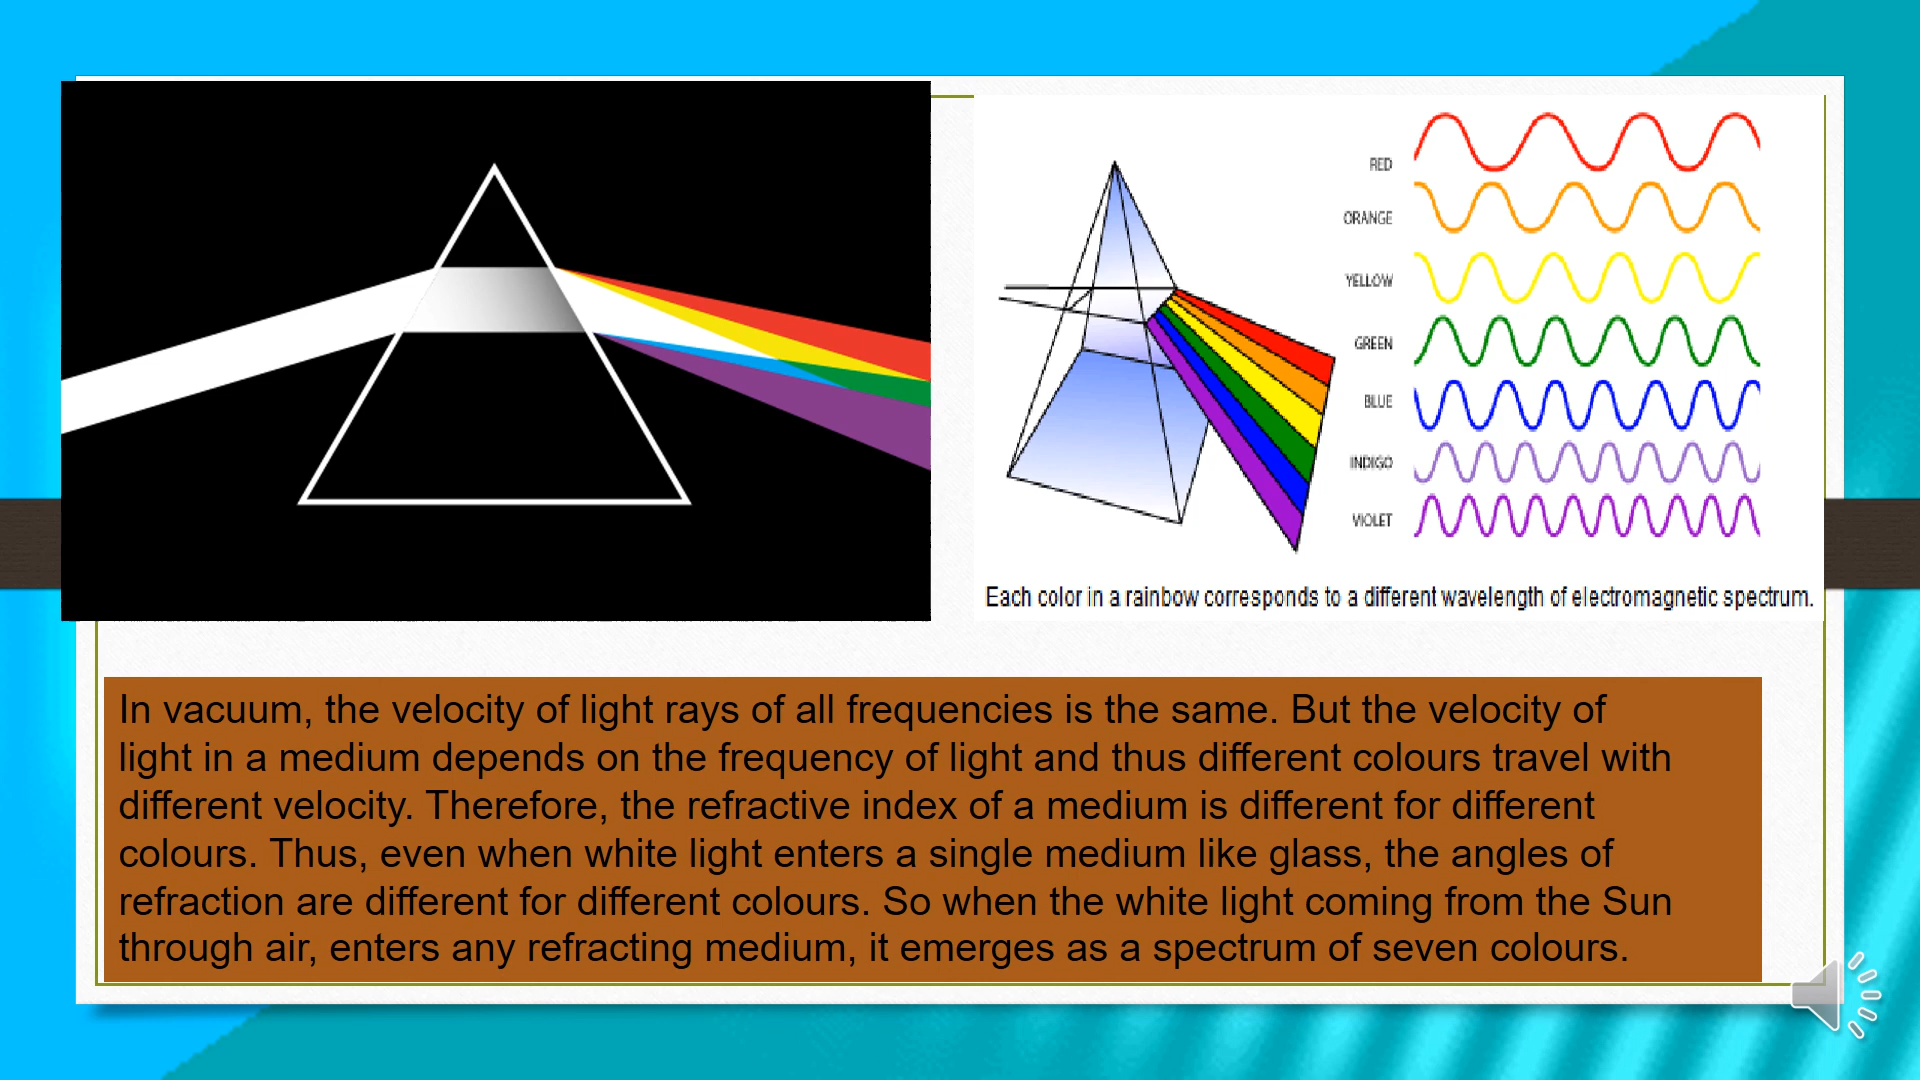 RED
ORANGE
YELLOW
GREEN
BLUE
INDIGO
VIOLET
Each color in a rainbow corresponds to a different wavelength of electromagnetic spectrum.
In vacuum, the velocity of light rays of all frequencies is the same. But the velocity of
light in a medium depends on the frequency of light and thus different colours travel with
different velocity. Therefore, the refractive index of a medium is different for different
colours. Thus, even when white light enters a single medium like glass, the angles of
refraction are different for different colours. So when the white light coming from the Sun
through air, enters any refracting medium, it emerges as a spectrum of seven colours.